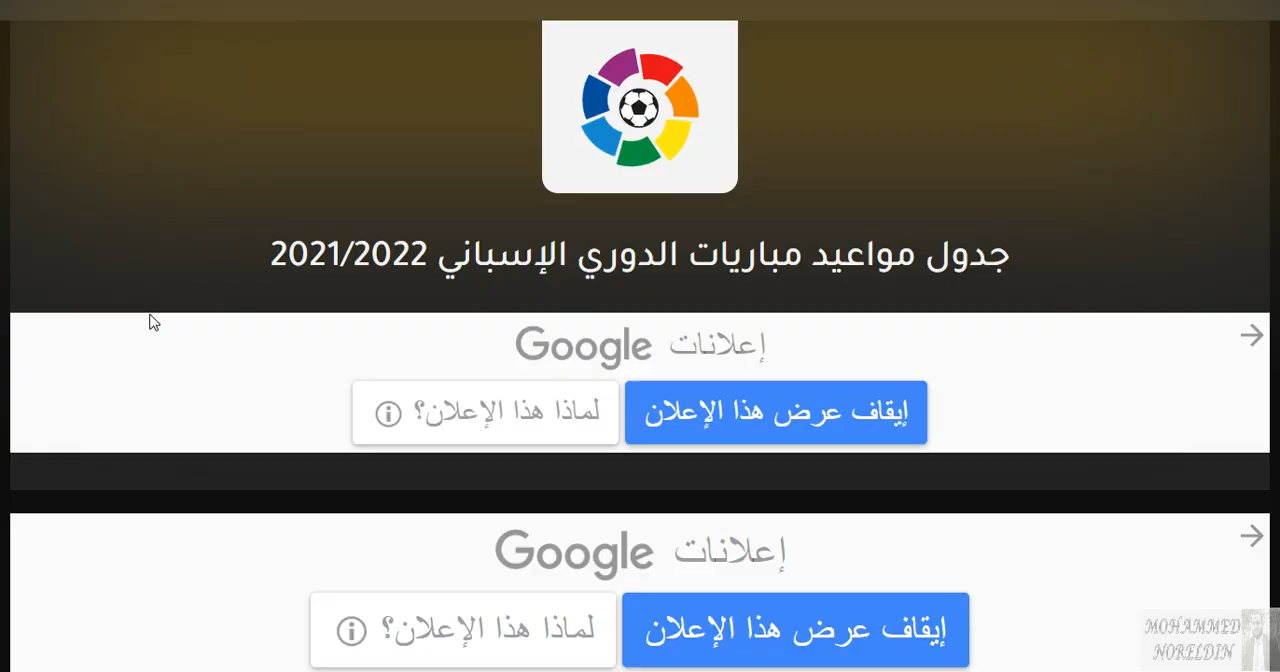 جدول مواعيد مباريات الدوري الإسباني 2021/2022
إعلانات Google
إيقاف عرض هذا الإعلان
لماذا هذا الإعلان؟
إعلانات Google
إيقاف عرض هذا الإعلان
لماذا هذا الإعلان؟
MOHAMMED
NORELDIN